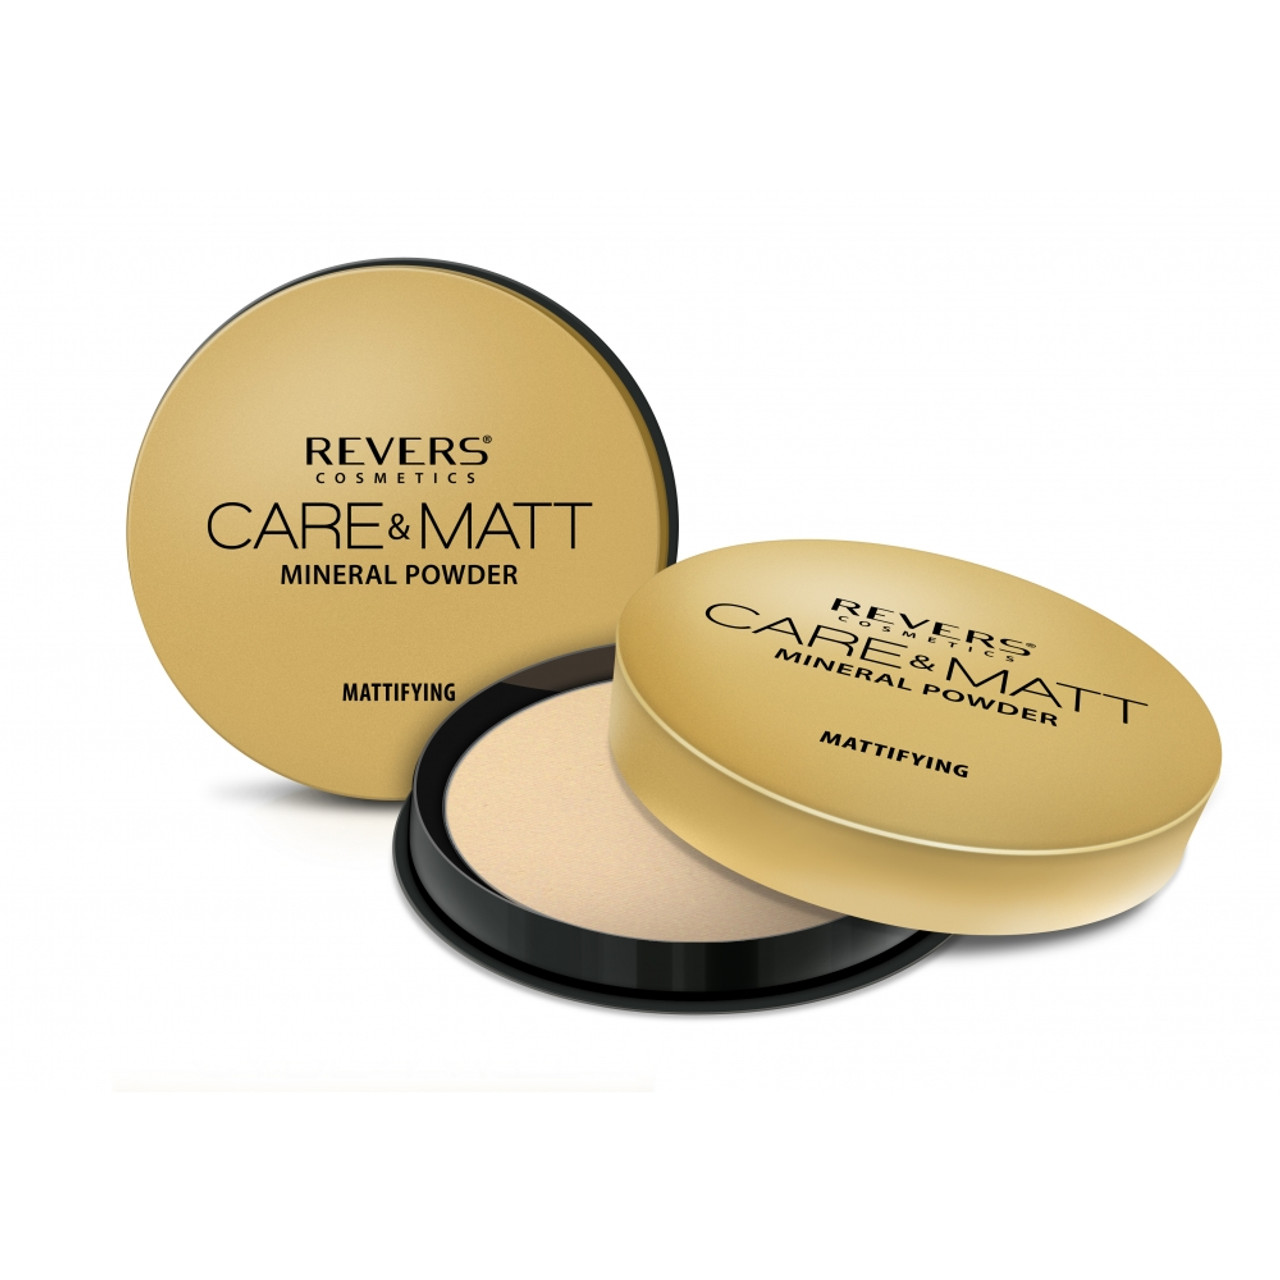 REVERS®
COSMETICS
CARE & MATT
MINERAL POWDER
MATTIFYING
REVERS®
COSMETICS
CARE & MATT
MINERAL POWDER
MATTIFYING